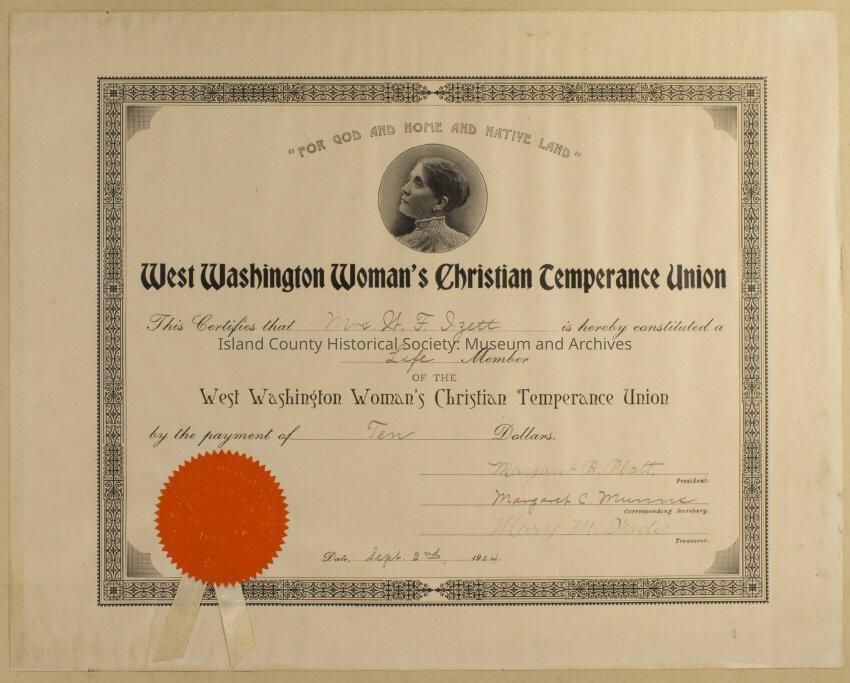 "FOR GOD AND HOME AND NATIVE LAND"
West Washington Woman's Christian Temperance Union
This Certifies that Mrs. W. F. Izett is hereby constituted a
Island County Historical Society: Museum and Archives
Life Member
OF THE
West Washington Woman's Christian Temperance Union
by the payment of Ten Dollars.
Margaret B. Platt
President.
Margaret C Munns
Corresponding Secretary.
Mary M.
Treasurer.
Date, Sept. 2nd, 1904